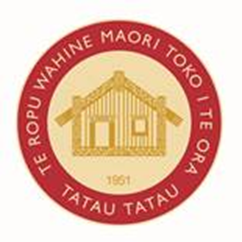 TE ROPU WAHINE MAORI TOKO I TE ORA
1951
TATAU TATAU